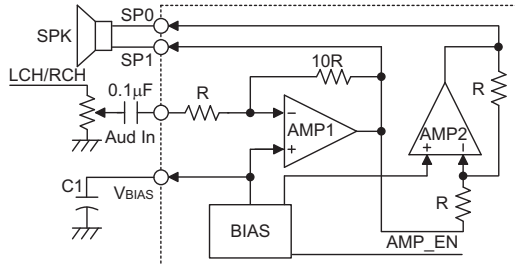 SP0
SPK
SP1
LCH/RCH
10R
0.1µF
R
R
Aud In
−
AMP1
+
AMP2
+
−
C1
VBIAS
R
BIAS
AMP_EN